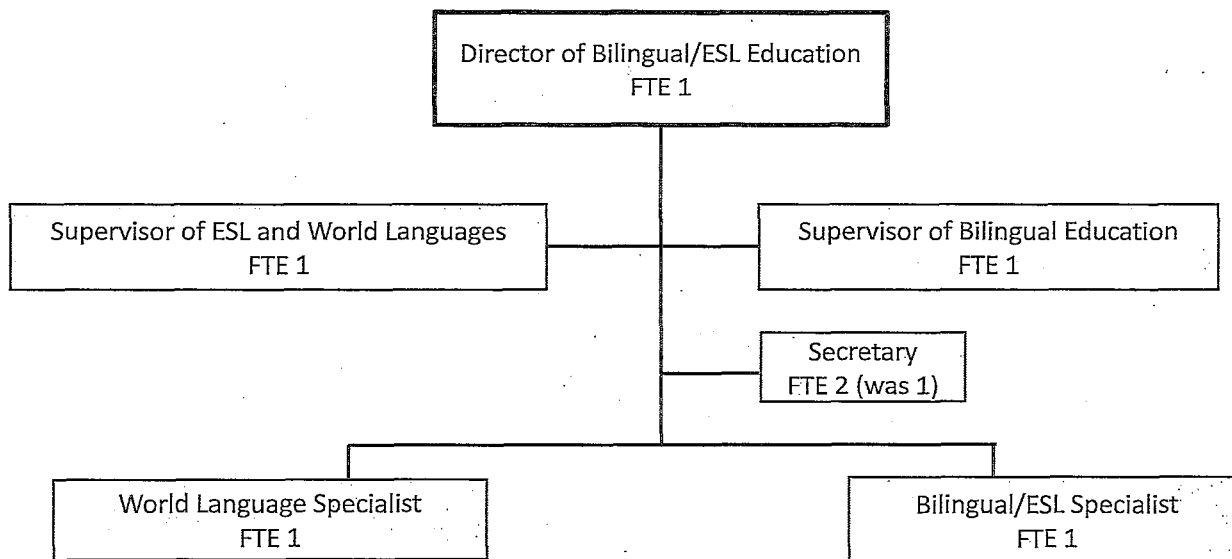 Director of Bilingual/ESL Education
FTE 1
Supervisor of ESL and World Languages
FTE 1
Supervisor of Bilingual Education
FTE 1
Secretary
FTE 2 (was 1)
World Language Specialist
FTE 1
Bilingual/ESL Specialist
FTE 1